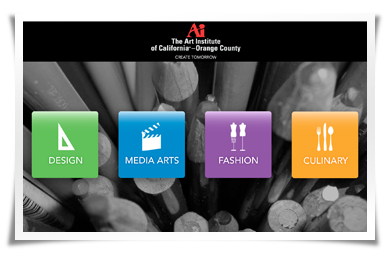 Ai
The Art Institute
of California®—Orange County
CREATE TOMORROW
DESIGN
MEDIA ARTS
FASHION
CULINARY